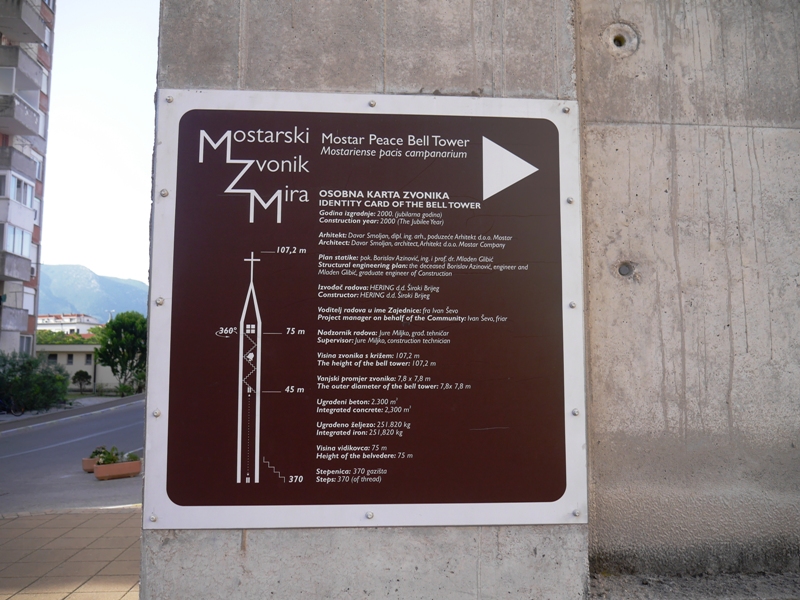 Mostarski
Zvonik
Mira
Mostar Peace Bell Tower
Mostariense pacis campanarium
OSOBNA KARTA ZVONIKA
IDENTITY CARD OF THE BELL TOWER
Godina izgradnje: 2000. (jubilarna godina)
Construction year: 2000 (The Jubilee Year)
Arhitekt: Davor Smoljan, dipl. ing. arh., poduzeće Arhitekt d.o.o. Mostar
Architect: Davor Smoljan, architect, Arhitekt d.o.o. Mostar Company
Plan statike: pok. Borislav Azinović, ing. i prof. dr. Mladen Glibić
Structural engineering plan: the deceased Borislav Azinović, engineer and
Mladen Glibić, graduate engineer of Construction
Izvođač radova: HERING d.d. Široki Brijeg
Constructor: HERING d.d. Široki Brijeg
Voditelj radova u ime Zajednice: fra Ivan Ševo
Project manager on behalf of the Community: Ivan Ševo, friar
Nadzornik radova: Jure Miljko, građ. tehničar
Supervisor: Jure Miljko, construction technician
Visina zvonika s križem: 107,2 m
The height of the bell tower: 107,2 m
Vanjski promjer zvonika: 7,8 x 7,8 m
The outer diameter of the bell tower: 7,8x 7,8 m
Ugrađeni beton: 2.300 m³
Integrated concrete: 2,300 m³
Ugrađeno željezo: 251.820 kg
Integrated iron: 251,820 kg
Visina vidikovca: 75 m
Height of the belvedere: 75 m
Stepenica: 370 gazišta
Steps: 370 (of thread)
107,2 m
360°
75 m
45 m
370